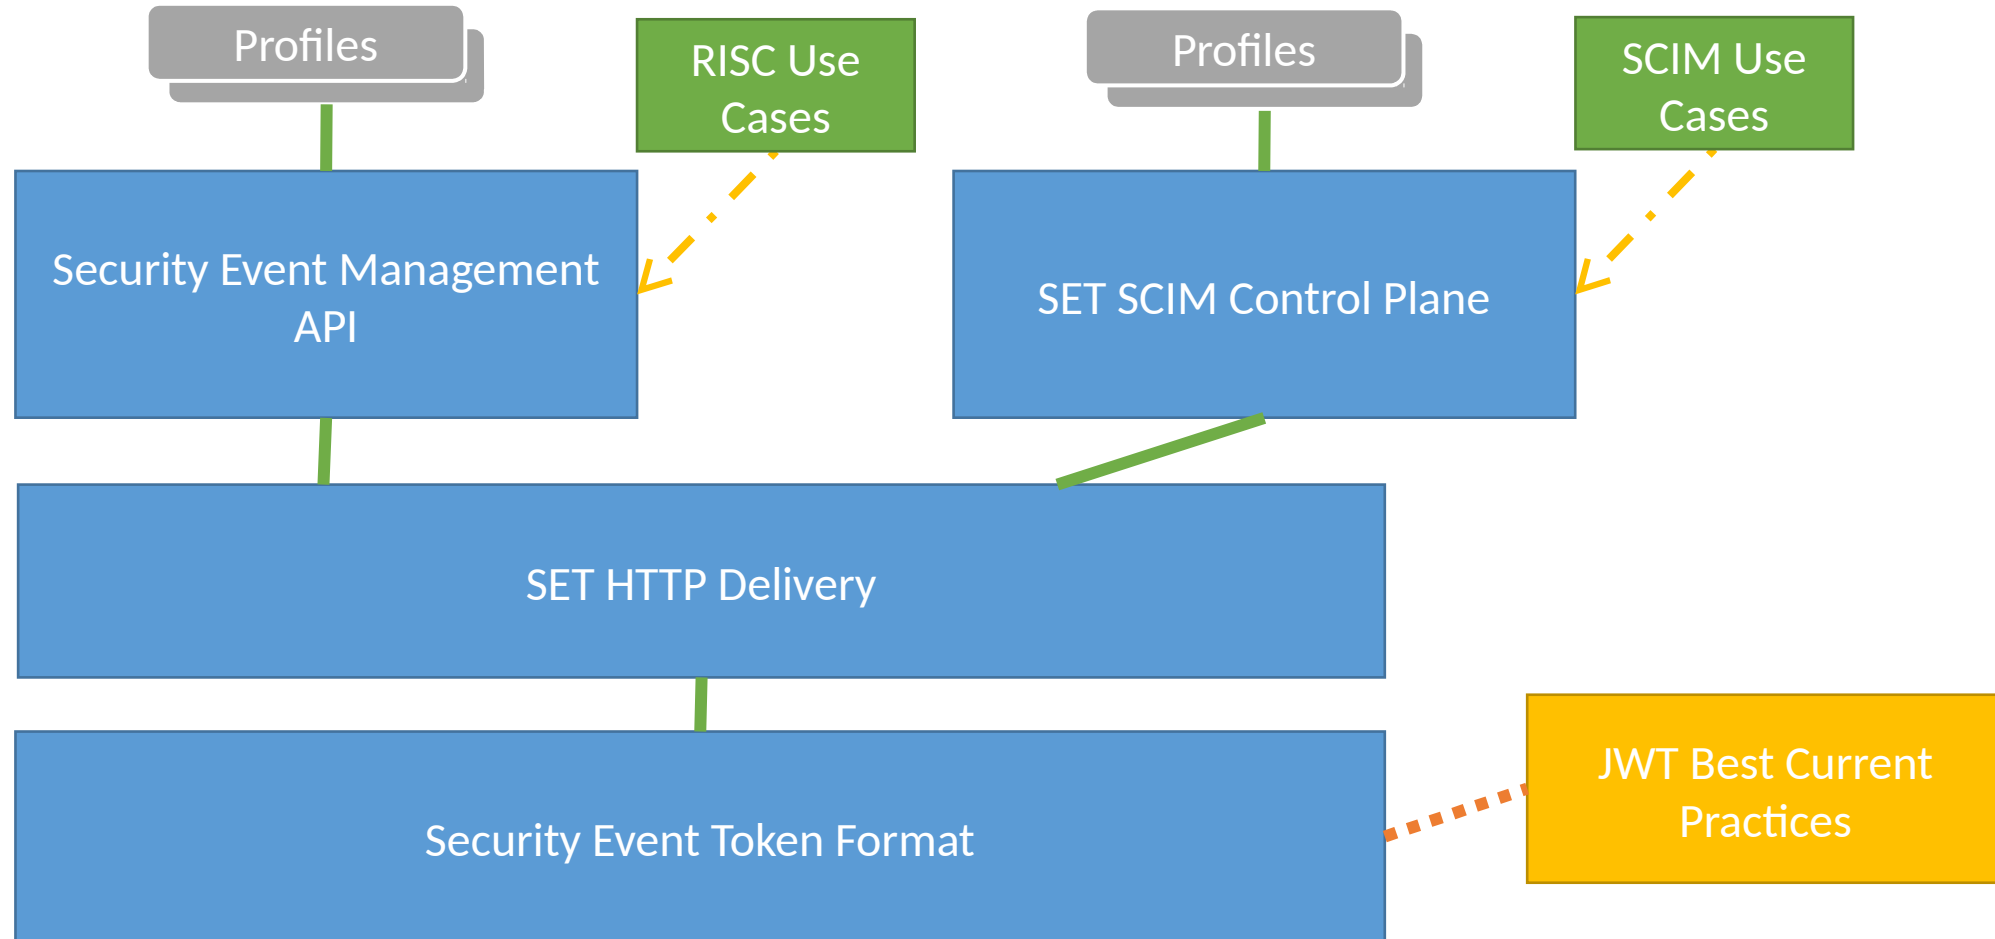 Profiles
RISC Use
Cases
Profiles
SCIM Use
Cases
Security Event Management
API
SET SCIM Control Plane
SET HTTP Delivery
JWT Best Current
Practices
Security Event Token Format